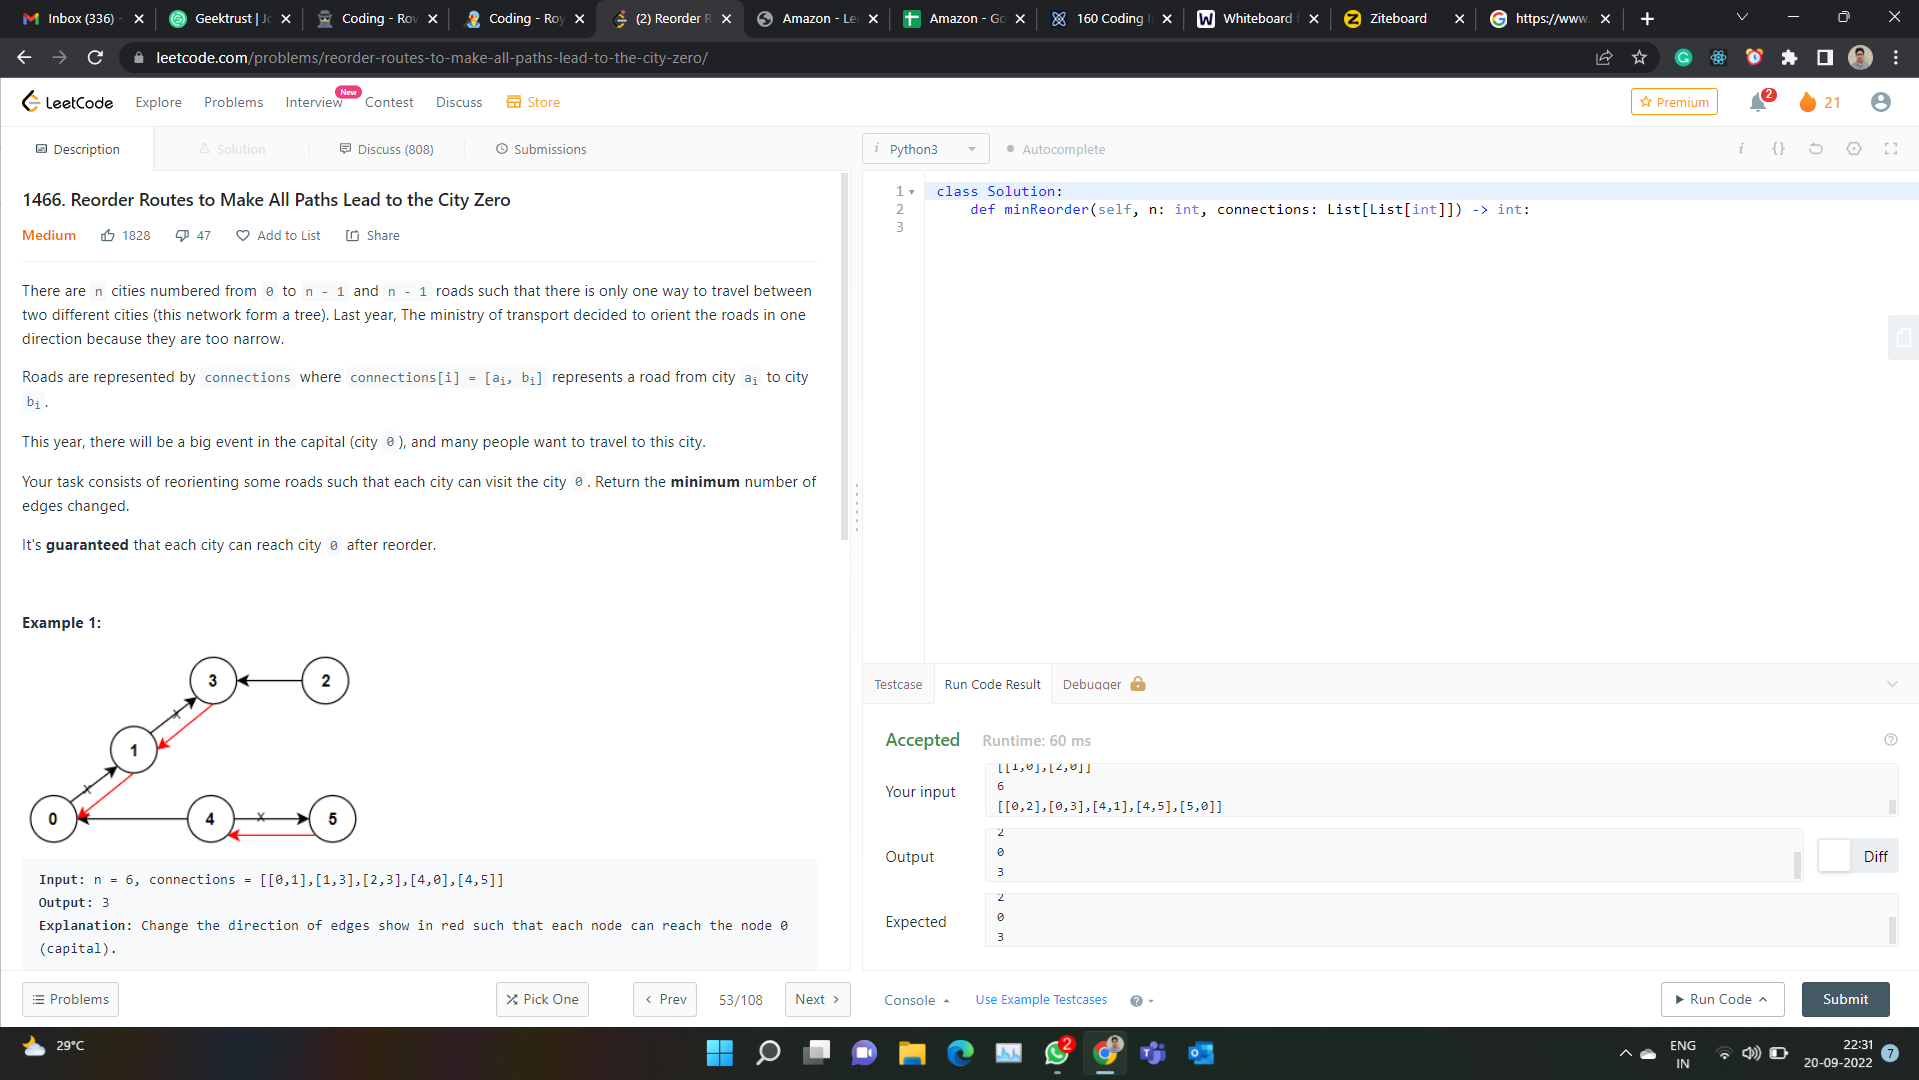 Inbox (336) -
Geektrust | Jo
Coding - Rov
Coding - Roy
(2) Reorder R
Amazon - Le
Amazon - Go
160 Coding I
Whiteboard
Ziteboard
https://www.
leetcode.com/problems/reorder-routes-to-make-all-paths-lead-to-the-city-zero/
LeetCode Explore Problems Interview New Contest Discuss Store
Premium 2 21
Description Solution Discuss (808) Submissions
Python3 Autocomplete
1466. Reorder Routes to Make All Paths Lead to the City Zero
Medium 1828 47 Add to List Share
There are n cities numbered from 0 to n - 1 and n - 1 roads such that there is only one way to travel between
two different cities (this network form a tree). Last year, The ministry of transport decided to orient the roads in one
direction because they are too narrow.
Roads are represented by connections where connections[i] = [ai, bi] represents a road from city ai to city
bi.
This year, there will be a big event in the capital (city 0), and many people want to travel to this city.
Your task consists of reorienting some roads such that each city can visit the city 0. Return the minimum number of
edges changed.
It's guaranteed that each city can reach city 0 after reorder.
Example 1:
3 2
x
1
x
0 4 x 5
Input: n = 6, connections = [[0,1],[1,3],[2,3],[4,0],[4,5]]
Output: 3
Explanation: Change the direction of edges show in red such that each node can reach the node 0
(capital).
Problems Pick One Prev 53/108 Next
1 class Solution:
2 def minReorder(self, n: int, connections: List[List[int]]) -> int:
3
Testcase Run Code Result Debugger
Accepted Runtime: 60 ms
Your input
[[1,0],[2,0]]
6
[[0,2],[0,3],[4,1],[4,5],[5,0]]
Output
2
0
3
Diff
Expected
2
0
3
Console Use Example Testcases Run Code Submit
29°C
2
ENG
IN
22:31
20-09-2022
7